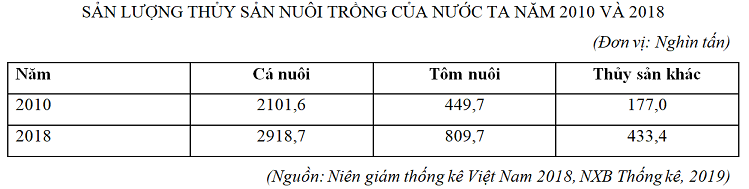 SẢN LƯỢNG THỦY SẢN NUÔI TRỒNG CỦA NƯỚC TA NĂM 2010 VÀ 2018
(Đơn vị: Nghìn tấn)
Năm Cá nuôi Tôm nuôi Thủy sản khác
2010 2101,6 449,7 177,0
2018 2918,7 809,7 433,4
(Nguồn: Niên giám thống kê Việt Nam 2018, NXB Thống kê, 2019)